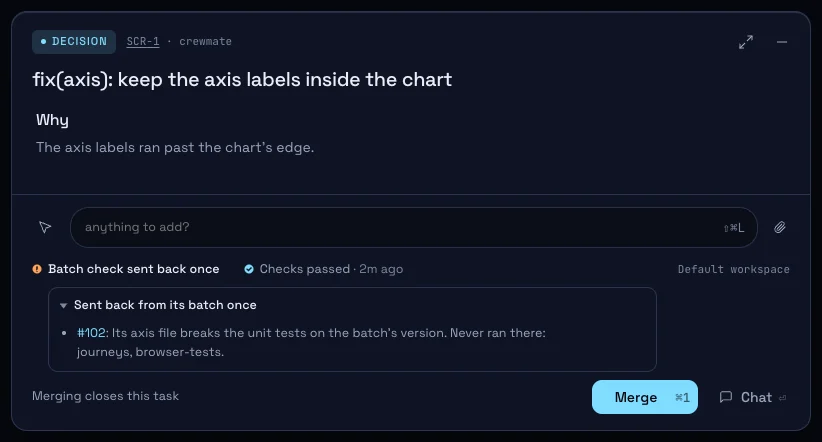 DECISION SCR-1 · crewmate
fix(axis): keep the axis labels inside the chart
Why
The axis labels ran past the chart's edge.
anything to add? ⇧⌘L
Batch check sent back once Checks passed · 2m ago Default workspace
Sent back from its batch once
• #102: Its axis file breaks the unit tests on the batch's version. Never ran there:
journeys, browser-tests.
Merging closes this task Merge ⌘1 Chat ⏎